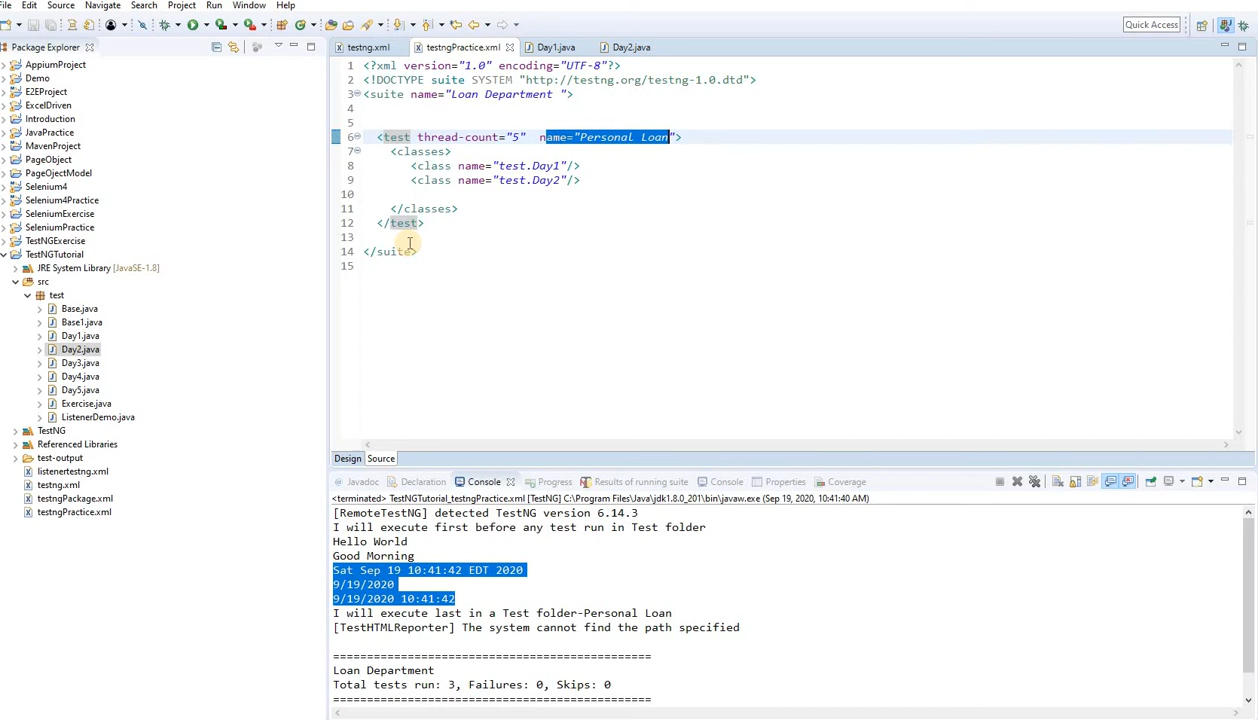 File Edit Source Navigate Search Project Run Window Help
Quick Access
Package Explorer
testng.xml testngPractice.xml Day1.java Day2.java
AppiumProject
Demo
E2EProject
ExcelDriven
Introduction
JavaPractice
MavenProject
PageObject
PageOjectModel
Selenium4
Selenium4Practice
SeleniumExercise
SeleniumPractice
TestNGExercise
TestNGTutorial
JRE System Library [JavaSE-1.8]
src
test
Base.java
Base1.java
Day1.java
Day2.java
Day3.java
Day4.java
Day5.java
Exercise.java
ListenerDemo.java
TestNG
Referenced Libraries
test-output
listenertestng.xml
testng.xml
testngPackage.xml
testngPractice.xml
1 <?xml version="1.0" encoding="UTF-8"?>
2 <!DOCTYPE suite SYSTEM "http://testng.org/testng-1.0.dtd">
3 <suite name="Loan Department ">
4
5
6 <test thread-count="5" name="Personal Loan">
7 <classes>
8 <class name="test.Day1"/>
9 <class name="test.Day2"/>
10
11 </classes>
12 </test>
13
14 </suite>
15
Design Source
Javadoc Declaration Console Progress Results of running suite Console Properties Coverage
<terminated> TestNGTutorial_testngPractice.xml [TestNG] C:\Program Files\Java\jdk1.8.0_201\bin\javaw.exe (Sep 19, 2020, 10:41:40 AM)
[RemoteTestNG] detected TestNG version 6.14.3
I will execute first before any test run in Test folder
Hello World
Good Morning
Sat Sep 19 10:41:42 EDT 2020
9/19/2020
9/19/2020 10:41:42
I will execute last in a Test folder-Personal Loan
[TestHTMLReporter] The system cannot find the path specified
===============================================
Loan Department
Total tests run: 3, Failures: 0, Skips: 0
===============================================